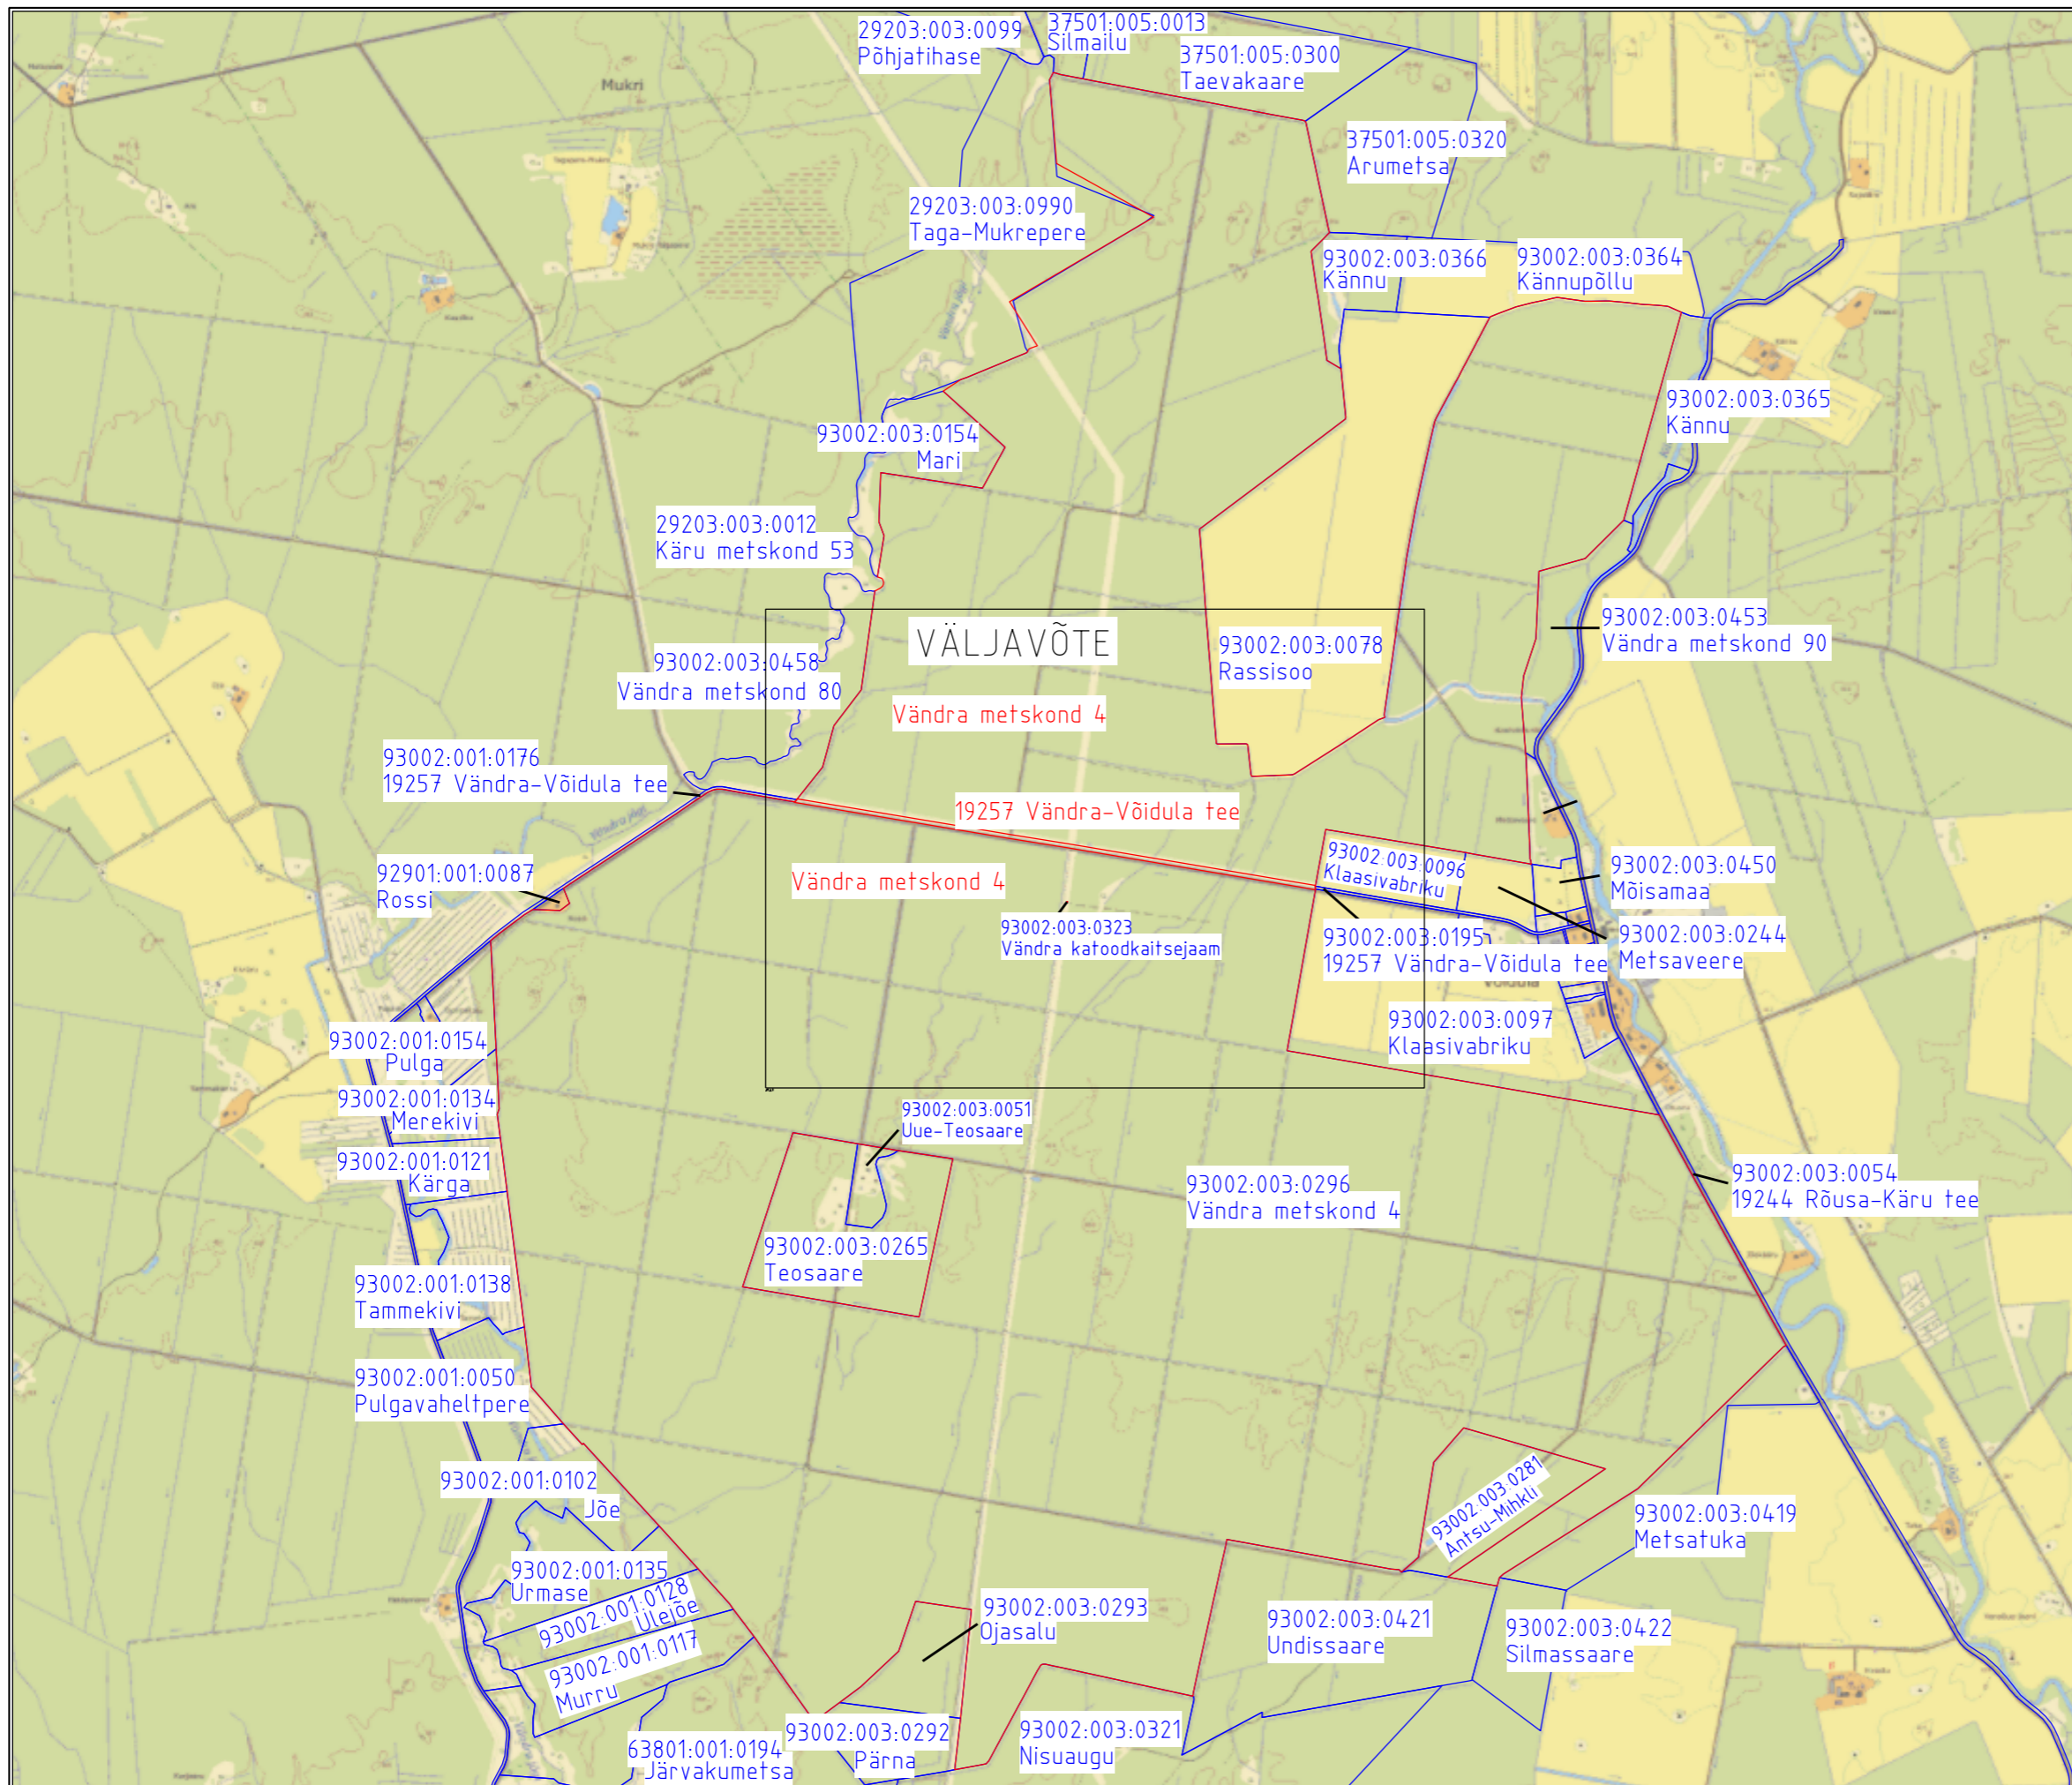 29203:003:0099
Põhjatihase
37501:005:0013
Silmailu
37501:005:0300
Taevakaare
Mukri
37501:005:0320
Arumetsa
29203:003:0990
Taga-Mukrepere
93002:003:0366
Kännu
93002:003:0364
Kännupõllu
93002:003:0365
Kännu
93002:003:0154
Mari
29203:003:0012
Käru metskond 53
93002:003:0453
Vändra metskond 90
VÄLJAVÕTE
93002:003:0078
Rassisoo
93002:003:0458
Vändra metskond 80
Vändra metskond 4
93002:001:0176
19257 Vändra-Võidula tee
19257 Vändra-Võidula tee
Vändra jõgi
92901:001:0087
Rossi
Vändra metskond 4
93002:003:0096
Klaasivabriku
93002:003:0450
Mõisamaa
93002:003:0323
Vändra katoodkaitsejaam
93002:003:0195
19257 Vändra-Võidula tee
93002:003:0244
Metsaveere
Võidula
93002:003:0097
Klaasivabriku
93002:001:0154
Pulga
93002:001:0134
Merekivi
93002:003:0051
Uue-Teosaare
93002:001:0121
Kärga
93002:003:0296
Vändra metskond 4
93002:003:0054
19244 Rõusa-Käru tee
93002:003:0265
Teosaare
93002:001:0138
Tammekivi
93002:001:0050
Pulgavaheltpere
93002:001:0102
Jõe
93002:003:0281
Antsu-Mihkli
93002:003:0419
Metsatuka
93002:001:0135
Urmase
93002:001:0128
Ülejõe
93002:001:0117
Murru
93002:003:0293
Ojasalu
93002:003:0421
Undissaare
93002:003:0422
Silmassaare
93002:003:0292
Pärna
93002:003:0321
Nisuaugu
63801:001:0194
Järvakumetsa